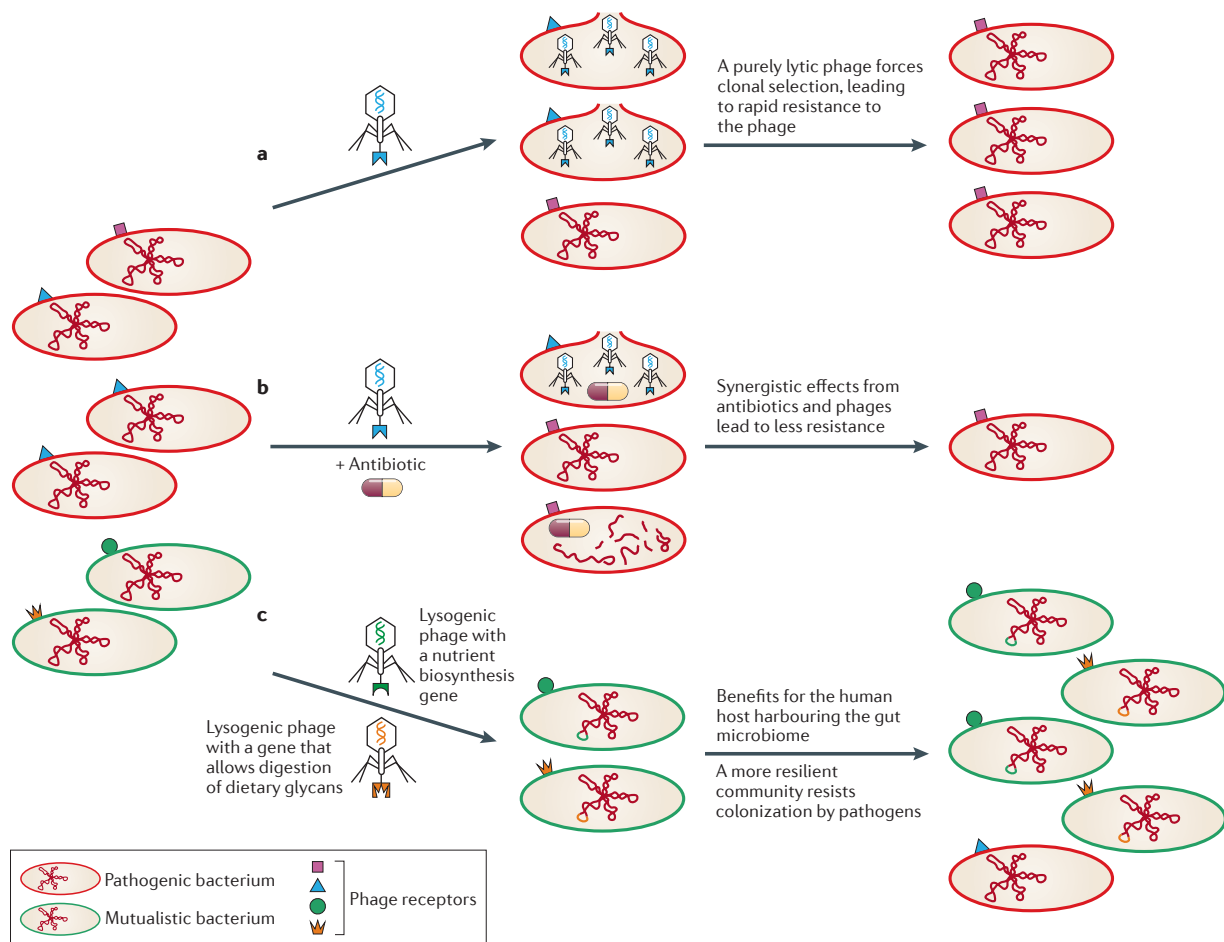 a
A purely lytic phage forces
clonal selection, leading
to rapid resistance to
the phage
b
+ Antibiotic
Synergistic effects from
antibiotics and phages
lead to less resistance
c
Lysogenic
phage with
a nutrient
biosynthesis
gene
Lysogenic phage
with a gene that
allows digestion
of dietary glycans
Benefits for the human
host harbouring the gut
microbiome
A more resilient
community resists
colonization by pathogens
Pathogenic bacterium
Mutualistic bacterium
Phage receptors